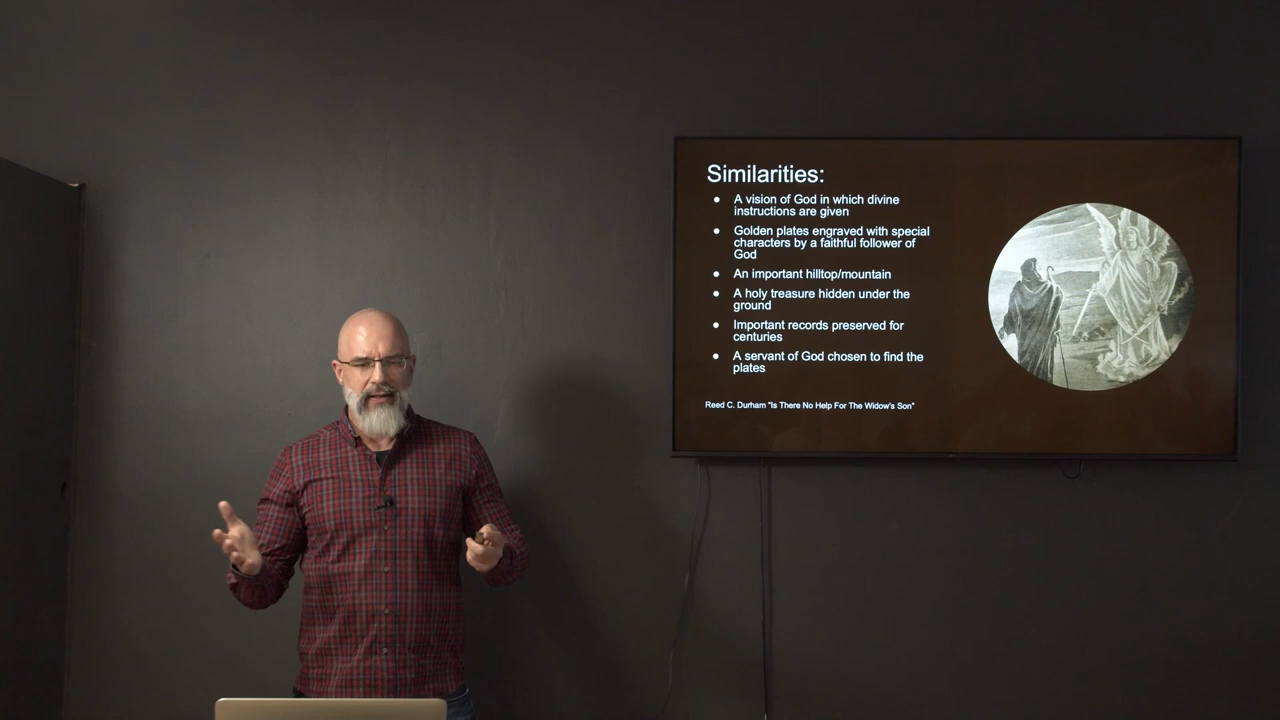 Similarities:
● A vision of God in which divine
instructions are given
● Golden plates engraved with special
characters by a faithful follower of
God
● An important hilltop/mountain
● A holy treasure hidden under the
ground
● Important records preserved for
centuries
● A servant of God chosen to find the
plates
Reed C. Durham "Is There No Help For The Widow's Son"